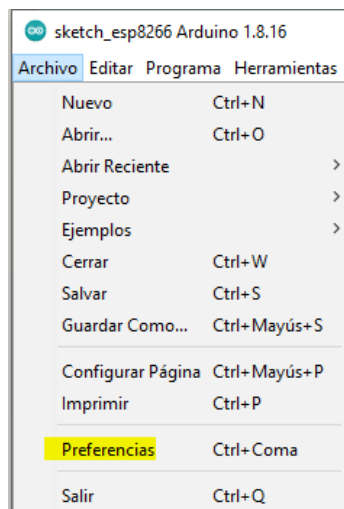 sketch_esp8266 Arduino 1.8.16
Archivo Editar Programa Herramientas
Nuevo Ctrl+N
Abrir... Ctrl+O
Abrir Reciente
Proyecto
Ejemplos
Cerrar Ctrl+W
Salvar Ctrl+S
Guardar Como... Ctrl+Mayús+S
Configurar Página Ctrl+Mayús+P
Imprimir Ctrl+P
Preferencias Ctrl+Coma
Salir Ctrl+Q